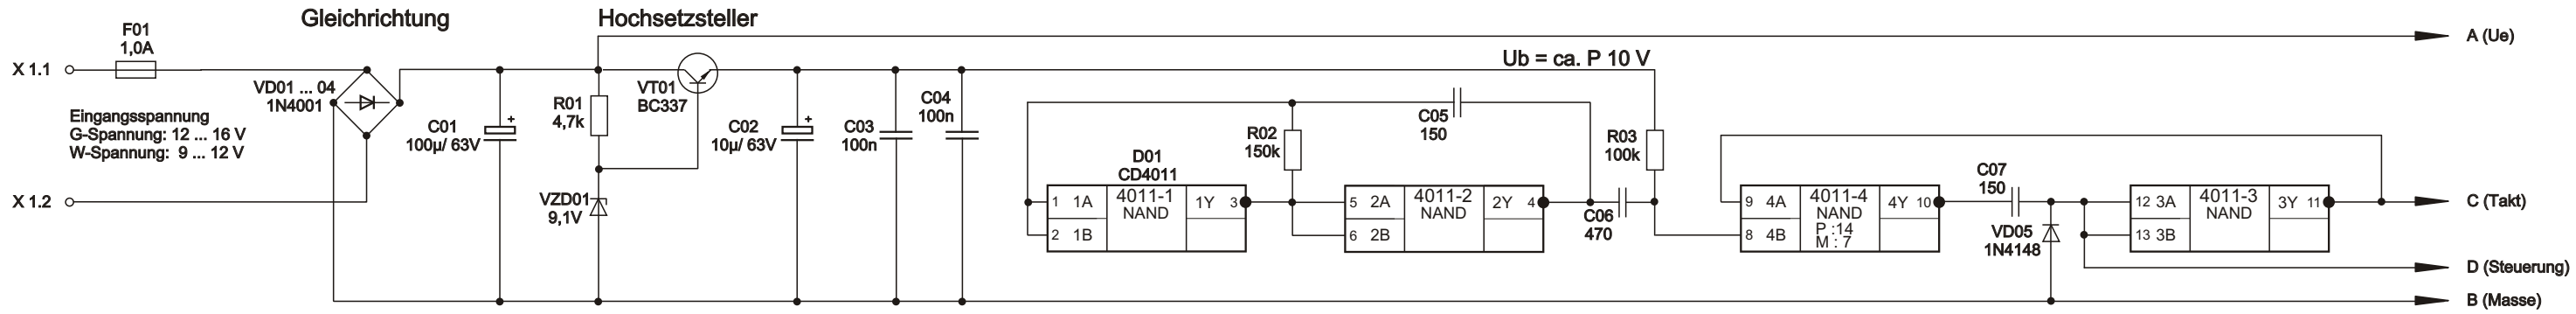 Gleichrichtung
Hochsetzsteller
F01
1,0A
X 1.1
A (Ue)
Ub = ca. P 10 V
VD01 ... 04
1N4001
Eingangsspannung
G-Spannung: 12 ... 16 V
W-Spannung: 9 ... 12 V
X 1.2
C01
100µ/ 63V
+
R01
4,7k
VZD01
9,1V
VT01
BC337
C02
10µ/ 63V
+
C03
100n
C04
100n
D01
CD4011
1 1A
2 1B
4011-1
NAND
1Y 3
R02
150k
C05
150
5 2A
6 2B
4011-2
NAND
2Y 4
C06
470
R03
100k
9 4A
8 4B
4011-4
NAND
P :14
M : 7
4Y 10
C07
150
VD05
1N4148
12 3A
13 3B
4011-3
NAND
3Y 11
C (Takt)
D (Steuerung)
B (Masse)